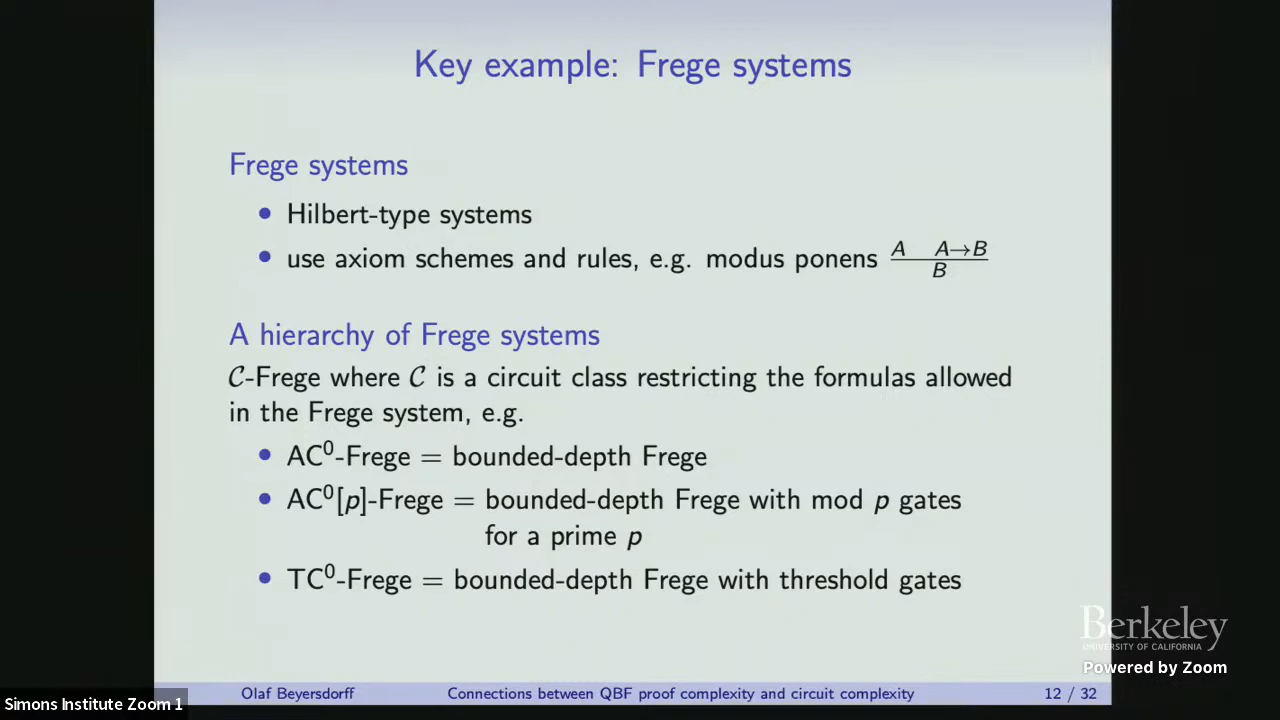 Key example: Frege systems
Frege systems
• Hilbert-type systems
• use axiom schemes and rules, e.g. modus ponens A A→B / B
A hierarchy of Frege systems
𝒞-Frege where 𝒞 is a circuit class restricting the formulas allowed
in the Frege system, e.g.
• AC⁰-Frege = bounded-depth Frege
• AC⁰[p]-Frege = bounded-depth Frege with mod p gates
for a prime p
• TC⁰-Frege = bounded-depth Frege with threshold gates
Berkeley
UNIVERSITY OF CALIFORNIA
Powered by Zoom
Olaf Beyersdorff Connections between QBF proof complexity and circuit complexity 12 / 32
Simons Institute Zoom 1